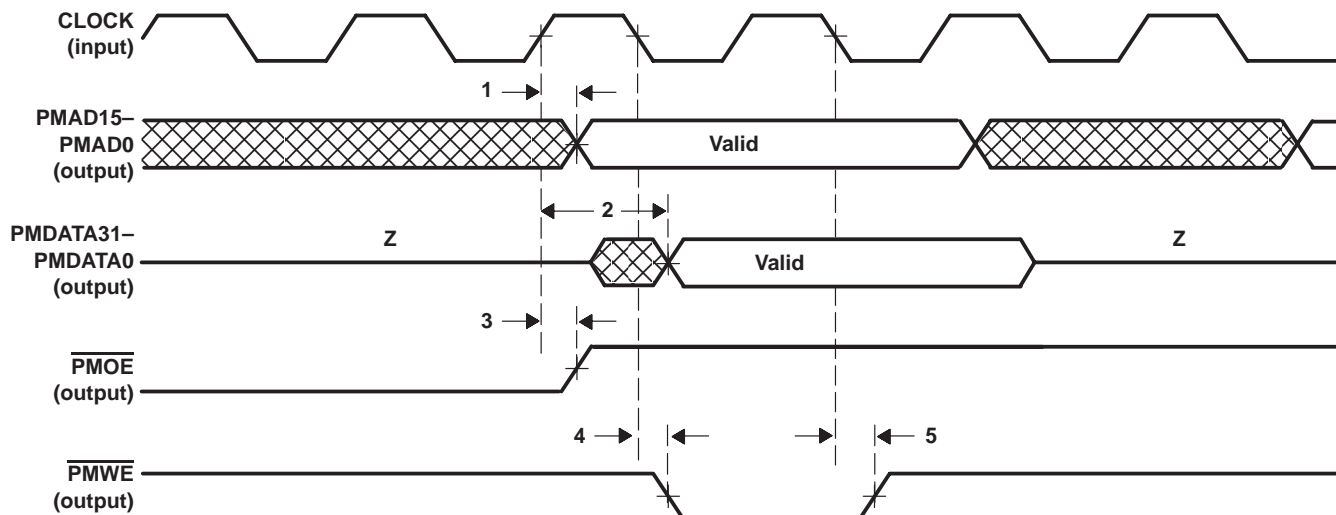 CLOCK
(input)
1
PMAD15–
PMAD0
(output)
Valid
2
PMDATA31–
PMDATA0
(output)
Z
Valid
Z
3
PMOE
(output)
4
5
PMWE
(output)